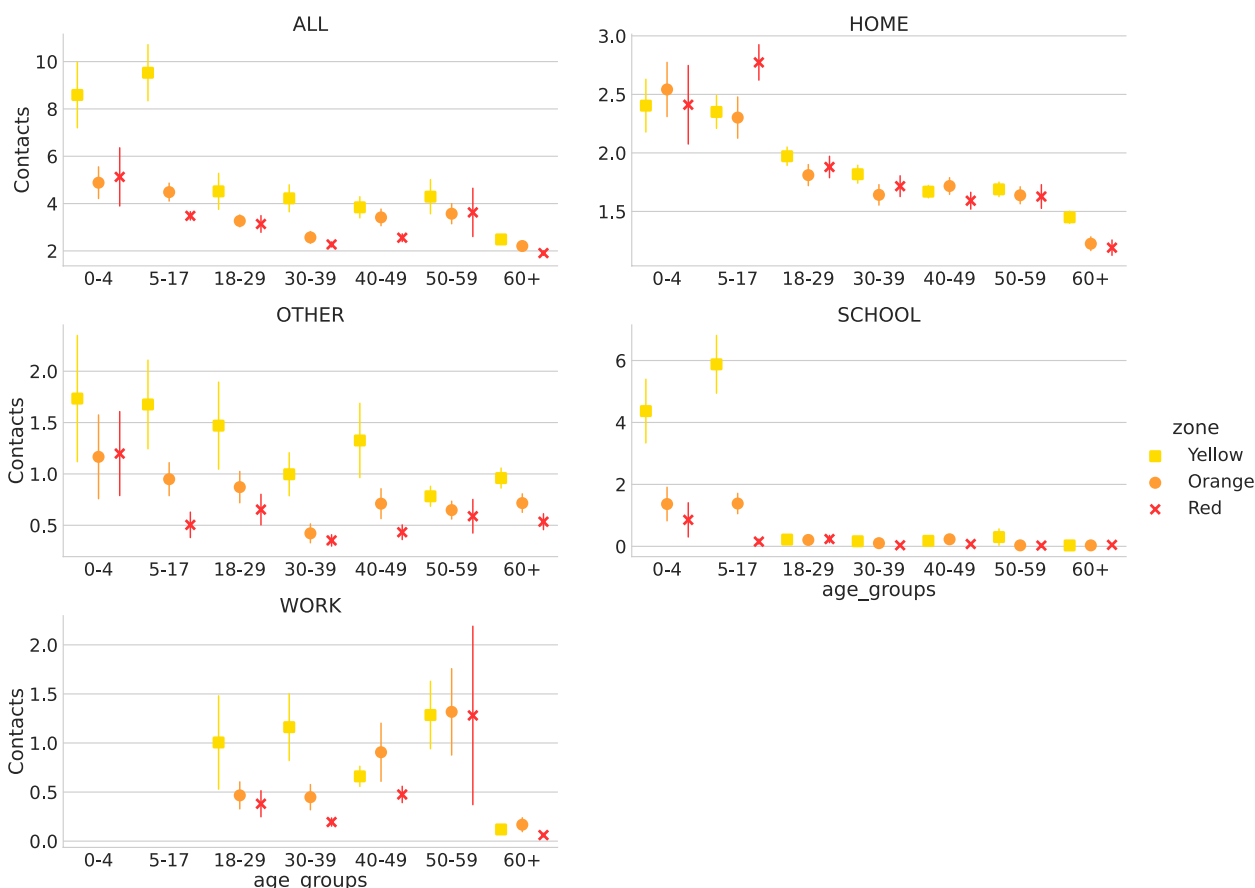 ALL
Contacts
10
8
6
4
2
0-4 5-17 18-29 30-39 40-49 50-59 60+
HOME
3.0
2.5
2.0
1.5
0-4 5-17 18-29 30-39 40-49 50-59 60+
OTHER
Contacts
2.0
1.5
1.0
0.5
0-4 5-17 18-29 30-39 40-49 50-59 60+
SCHOOL
6
4
2
0
0-4 5-17 18-29 30-39 40-49 50-59 60+
age_groups
zone
Yellow
Orange
Red
WORK
Contacts
2.0
1.5
1.0
0.5
0.0
0-4 5-17 18-29 30-39 40-49 50-59 60+
age_groups